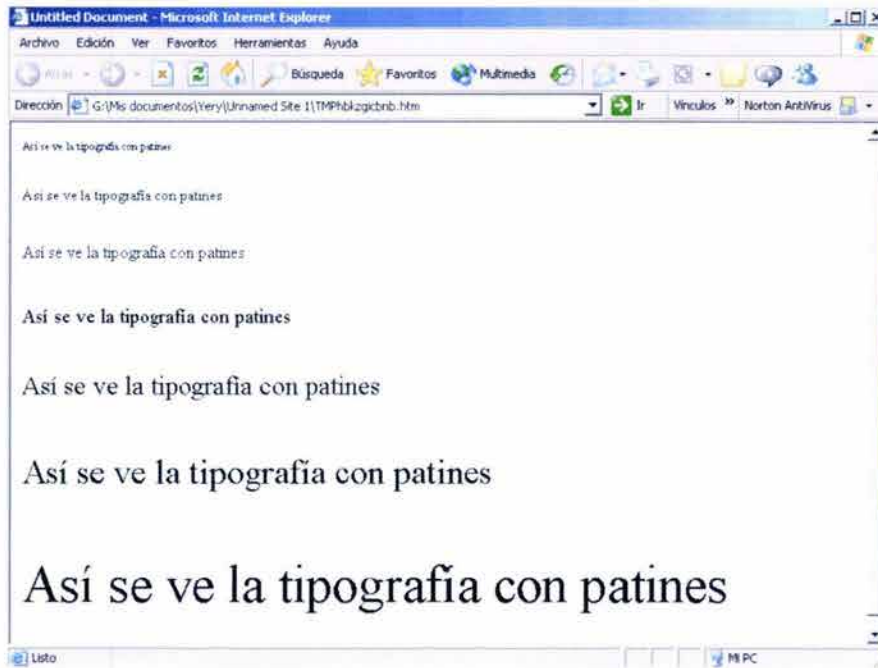 Untitled Document - Microsoft Internet Explorer
Archivo Edición Ver Favoritos Herramientas Ayuda
Atrás Búsqueda Favoritos Multimedia
Dirección G:\Mis documentos\Yery\Unnamed Site 1\TMPhbkzgicbnb.htm Ir Vínculos » Norton AntiVirus
Así se ve la tipografía con patines
Así se ve la tipografía con patines
Así se ve la tipografía con patines
Así se ve la tipografía con patines
Así se ve la tipografía con patines
Así se ve la tipografía con patines
Así se ve la tipografía con patines
Listo MI PC